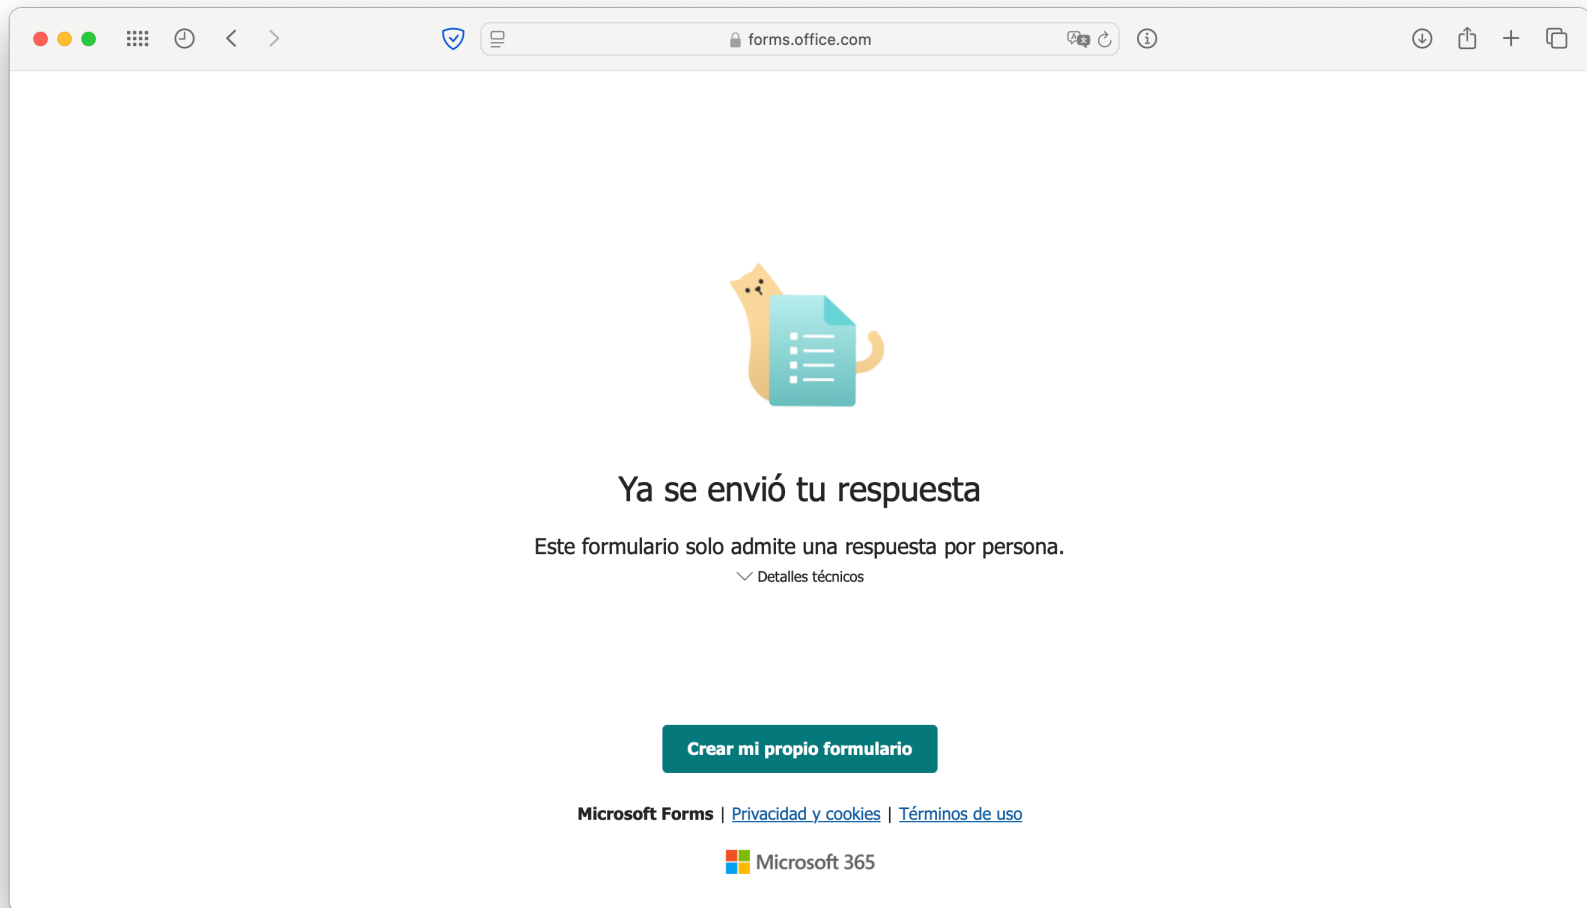 forms.office.com
Ya se envió tu respuesta
Este formulario solo admite una respuesta por persona.
Detalles técnicos
Crear mi propio formulario
Microsoft Forms | Privacidad y cookies | Términos de uso
Microsoft 365